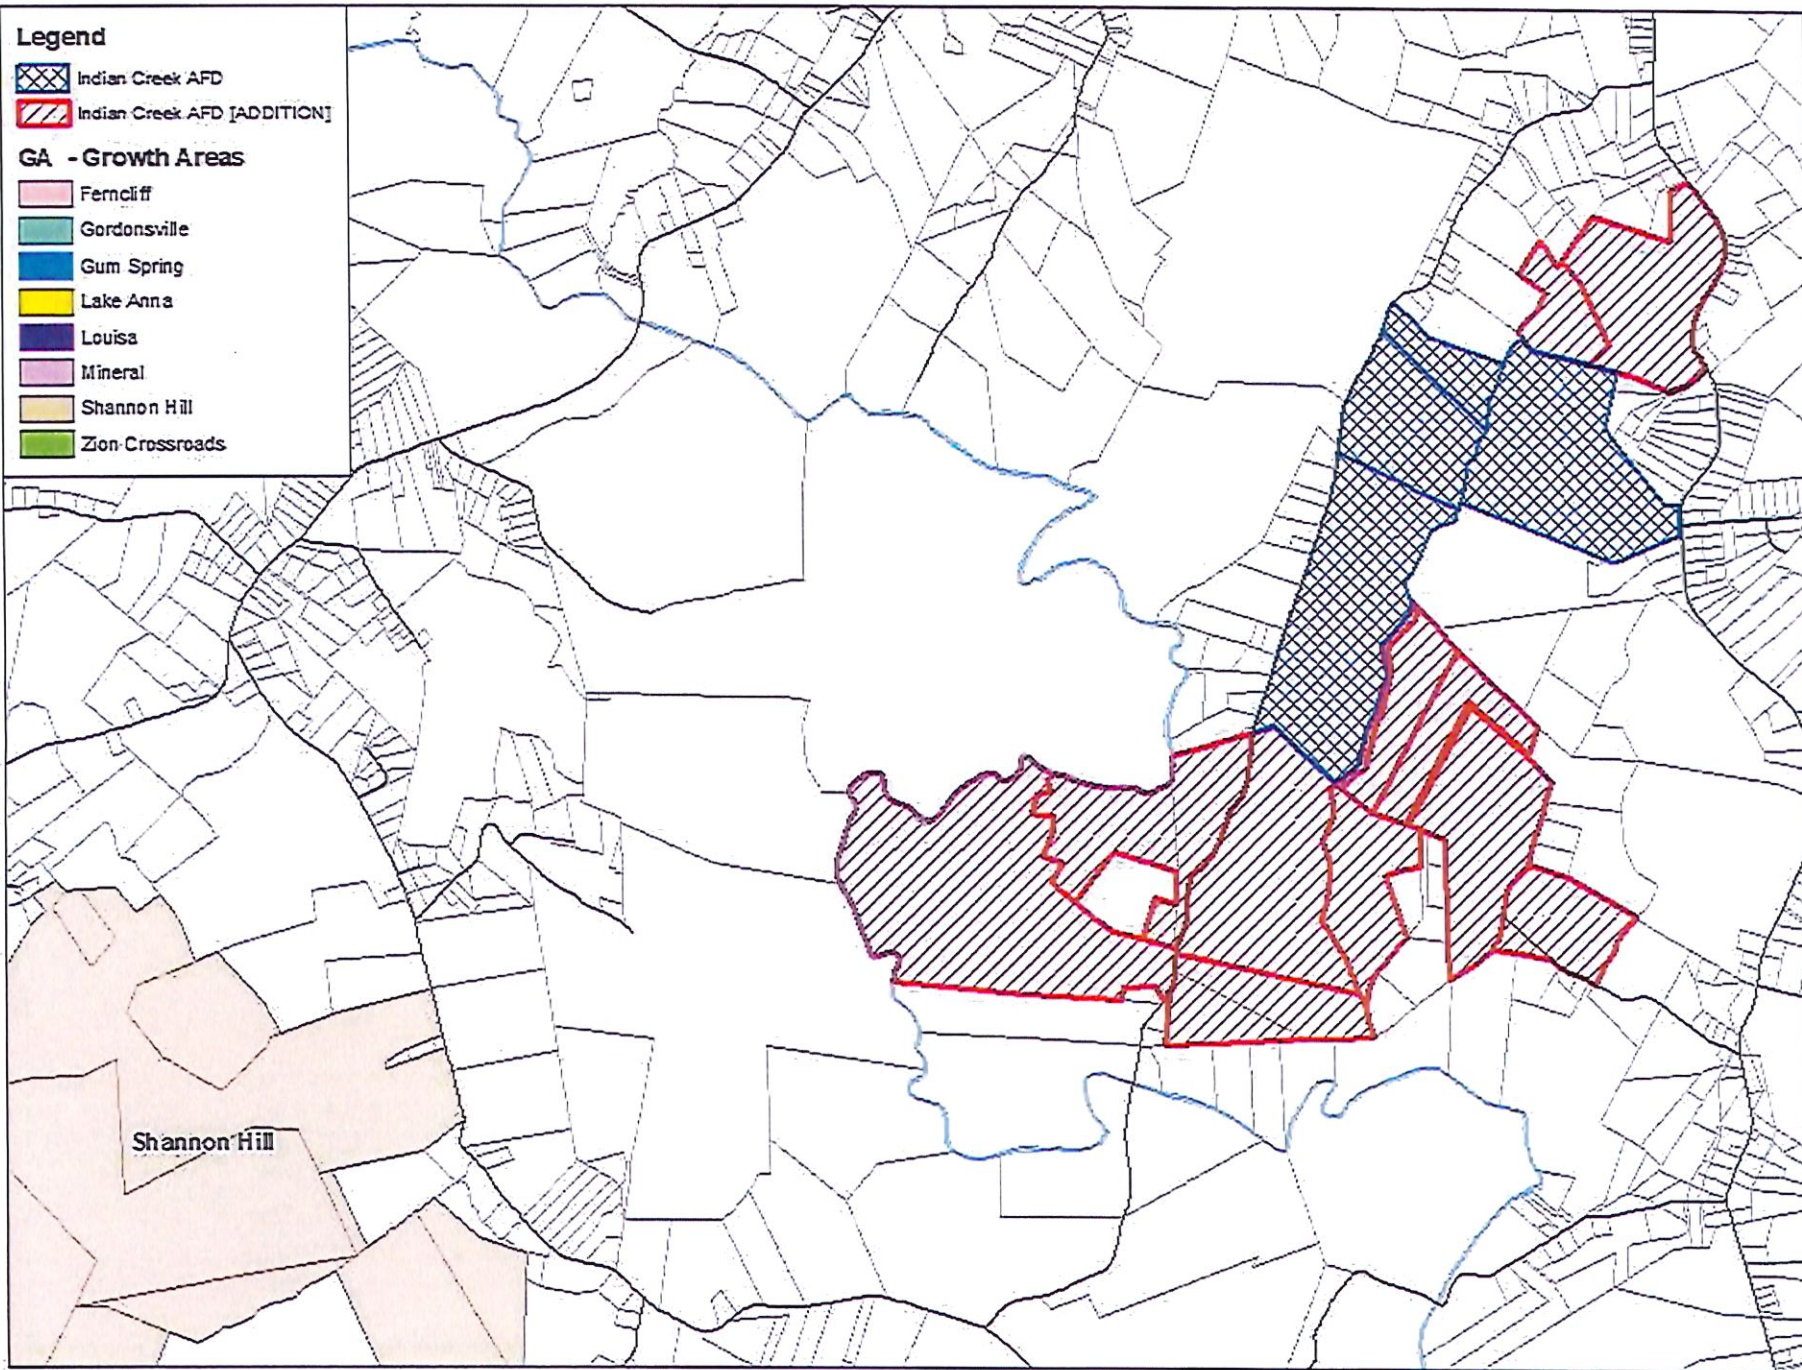 Legend
Indian Creek AFD
Indian Creek AFD [ADDITION]
GA - Growth Areas
Ferncliff
Gordonsville
Gum Spring
Lake Anna
Louisa
Mineral
Shannon Hill
Zion Crossroads
Shannon Hill